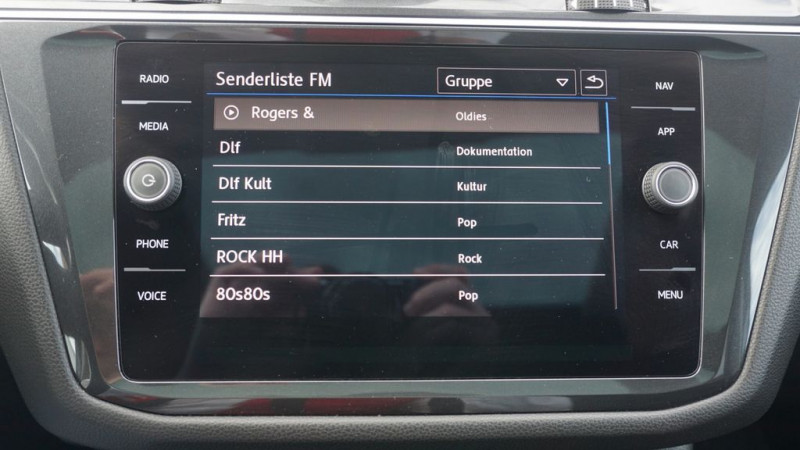 RADIO
MEDIA
PHONE
VOICE
Senderliste FM Gruppe
Rogers & Oldies
Dlf Dokumentation
Dlf Kult Kultur
Fritz Pop
ROCK HH Rock
80s80s Pop
NAV
APP
CAR
MENU